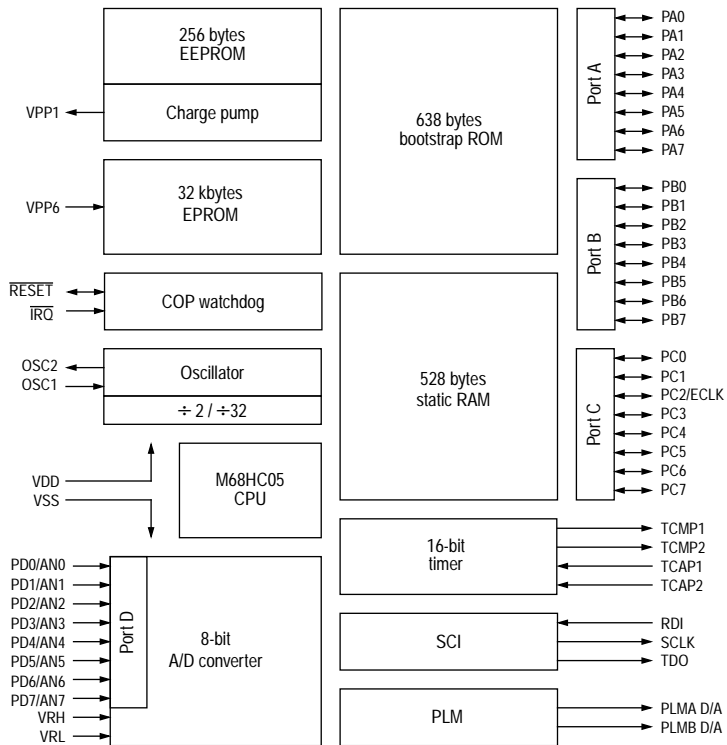 256 bytes
EEPROM
Charge pump
VPP1
32 kbytes
EPROM
VPP6
RESET
IRQ
COP watchdog
OSC2
OSC1
Oscillator
÷ 2 / ÷32
VDD
VSS
M68HC05
CPU
PD0/AN0
PD1/AN1
PD2/AN2
PD3/AN3
PD4/AN4
PD5/AN5
PD6/AN6
PD7/AN7
VRH
VRL
Port D
8-bit
A/D converter
638 bytes
bootstrap ROM
528 bytes
static RAM
16-bit
timer
SCI
PLM
Port A
PA0
PA1
PA2
PA3
PA4
PA5
PA6
PA7
Port B
PB0
PB1
PB2
PB3
PB4
PB5
PB6
PB7
Port C
PC0
PC1
PC2/ECLK
PC3
PC4
PC5
PC6
PC7
TCMP1
TCMP2
TCAP1
TCAP2
RDI
SCLK
TDO
PLMA D/A
PLMB D/A